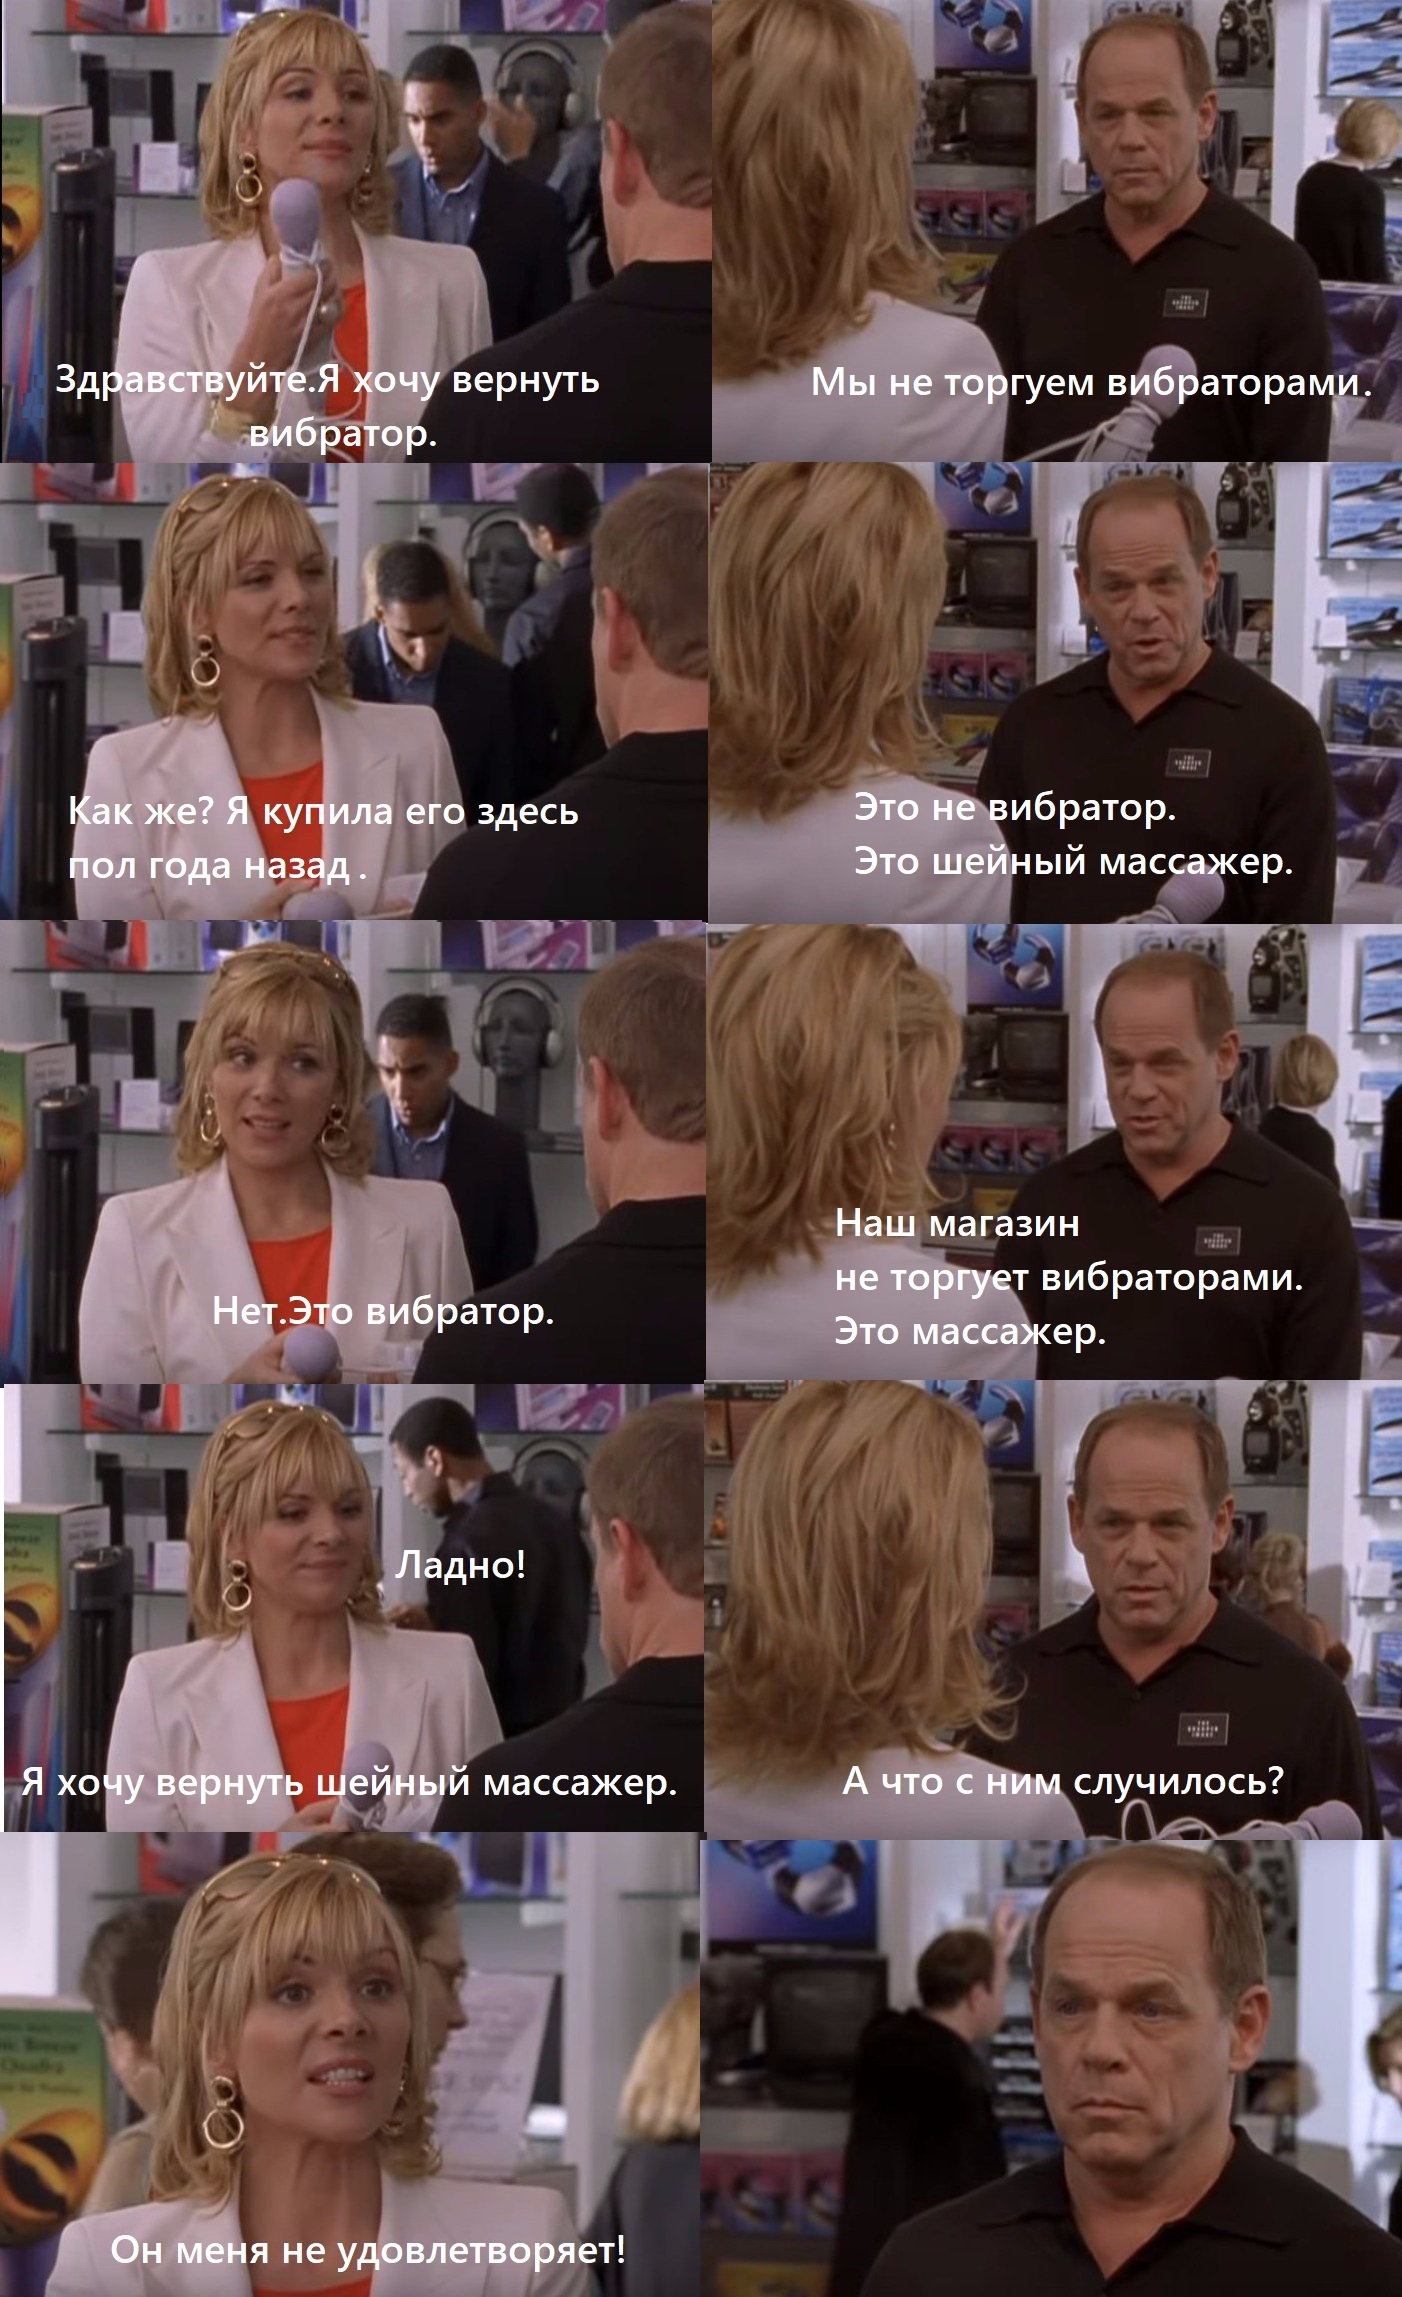 Здравствуйте.Я хочу вернуть
вибратор.
Мы не торгуем вибраторами.
Как же? Я купила его здесь
пол года назад.
Это не вибратор.
Это шейный массажер.
Нет.Это вибратор.
Наш магазин
не торгует вибраторами.
Это массажер.
Ладно!
Я хочу вернуть шейный массажер.
А что с ним случилось?
Он меня не удовлетворяет!